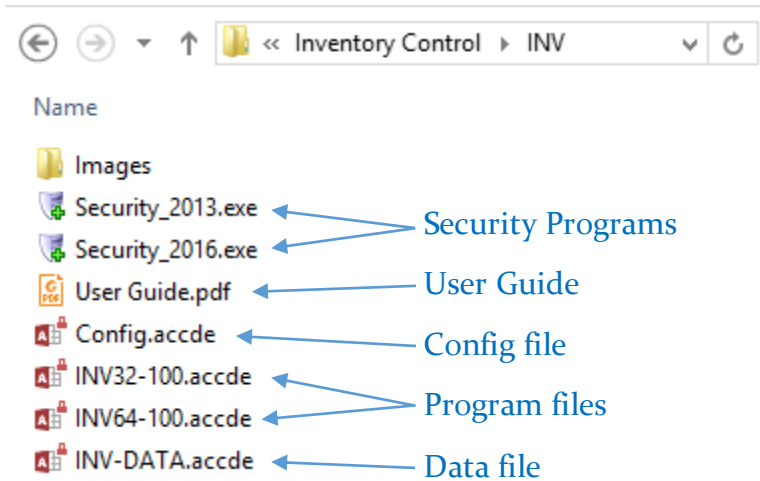 « Inventory Control INV
Name
Images
Security_2013.exe
Security Programs
Security_2016.exe
User Guide.pdf
User Guide
Config.accde
Config file
INV32-100.accde
Program files
INV64-100.accde
INV-DATA.accde
Data file